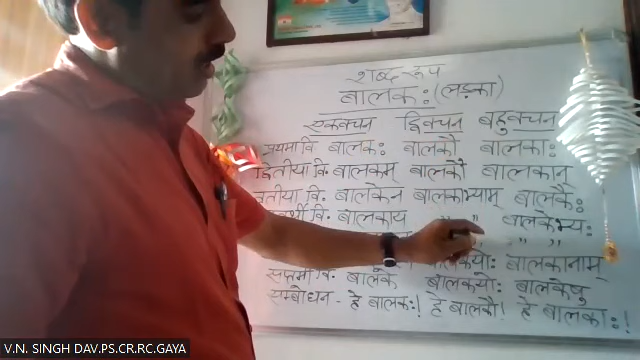 शब्द-रूप
बालकः (लड़का)
एकवचन द्विवचन बहुवचन
प्रथमा वि बालकः बालकौ बालकाः
द्वितीया वि. बालकम् बालकौ बालकान्
वि. बालकेन बालकाभ्याम् बालकैः
वि. बालकाय " " बालकेभ्यः
" "
बालकानाम्
सप्तमी वि. बालके बालकयोः बालकेषु
सम्बोधन - हे बालकः! हे बालकौ! हे बालकाः!
V.N. SINGH DAV.PS.CR.RC.GAYA